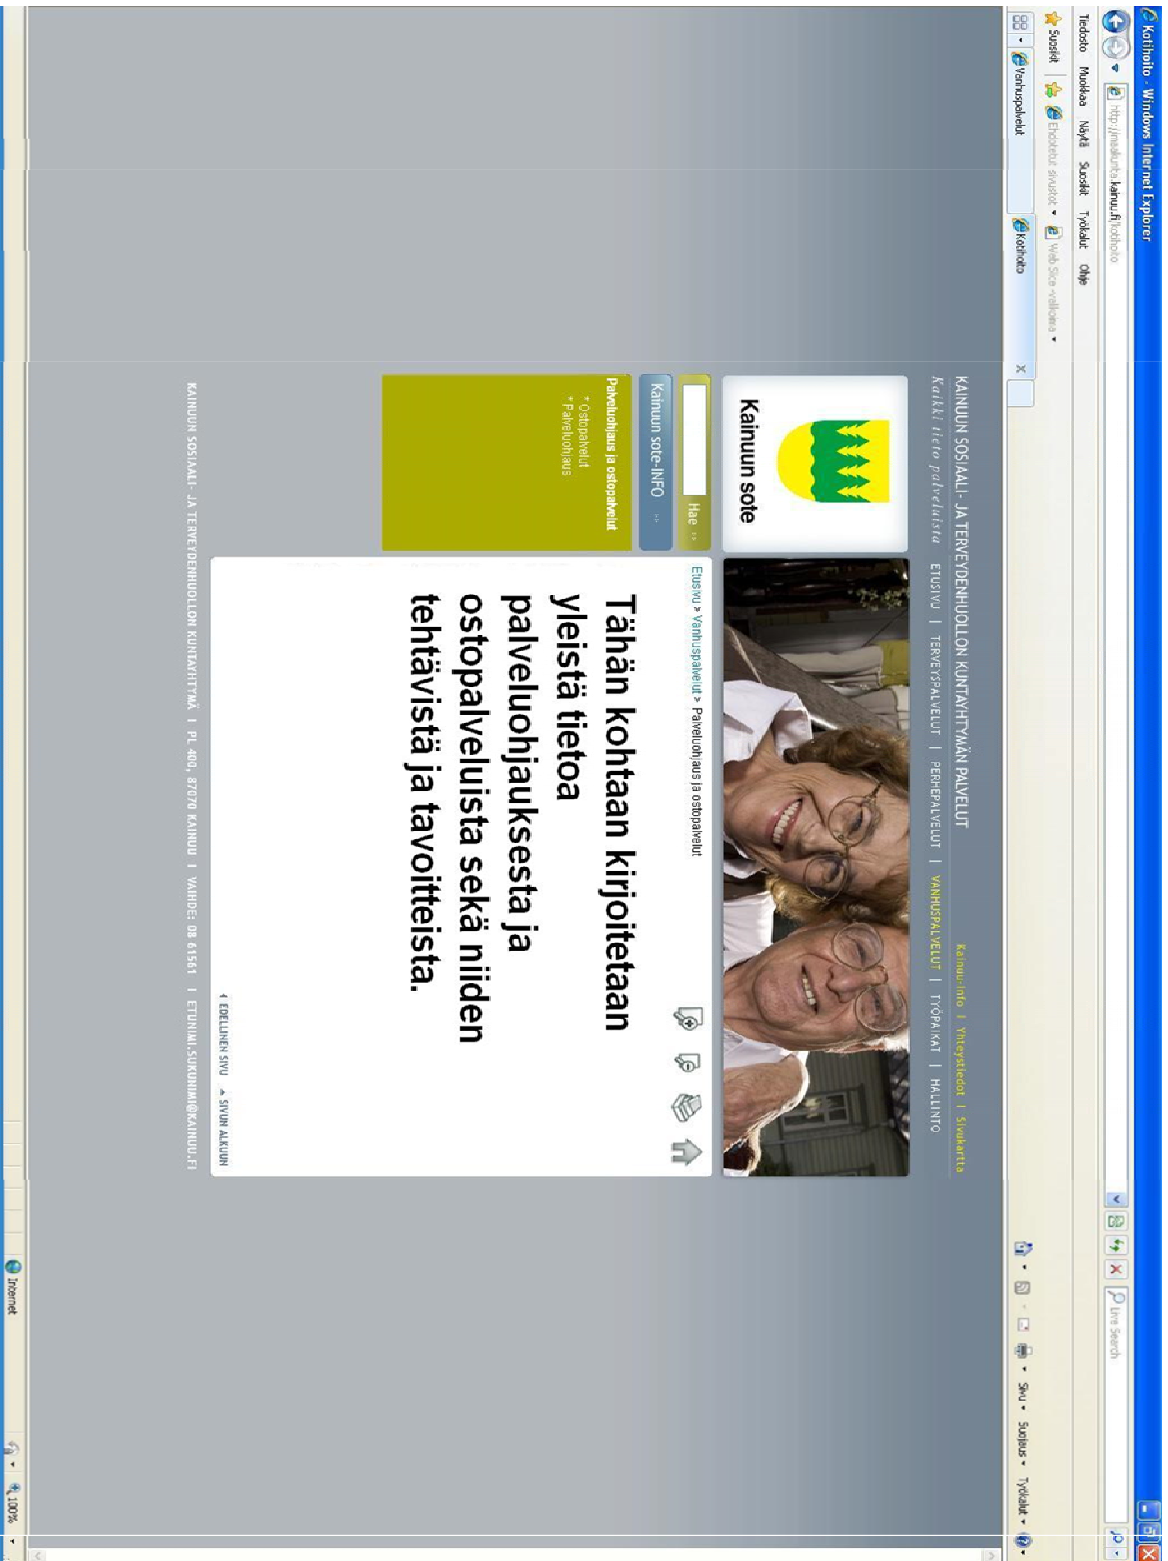 Kotihoito - Windows Internet Explorer
http://maakunta.kainuu.fi/kotihoito
Live Search
Tiedosto Muokkaa Näytä Suosikit Työkalut Ohje
Suosikit Ehdotetut sivustot Web Slice -valikoima
Vanhuspalvelut Kotihoito X Sivu Suojaus Työkalut
KAINUUN SOSIAALI- JA TERVEYDENHUOLLON KUNTAYHTYMÄN PALVELUT Kainuu-info | Yhteystiedot | Sivukartta
Kaikki tieto palveluista ETUSIVU | TERVEYSPALVELUT | PERHEPALVELUT | VANHUSPALVELUT | TYÖPAIKAT | HALLINTO
Kainuun sote
Hae >>
Kainuun sote-INFO >>
Palveluohjaus ja ostopalvelut
* Ostopalvelut
* Palveluohjaus
Etusivu > Vanhuspalvelut > Palveluohjaus ja ostopalvelut
Tähän kohtaan kirjoitetaan
yleistä tietoa
palveluohjauksesta ja
ostopalveluista sekä niiden
tehtävistä ja tavoitteista.
EDELLINEN SIVU SIVUN ALKUUN
KAINUUN SOSIAALI- JA TERVEYDENHUOLLON KUNTAYHTYMÄ | PL 400, 87070 KAINUU | VAIHDE: 08 61561 | ETUNIMI.SUKUNIMI@KAINUU.FI
Internet 100%